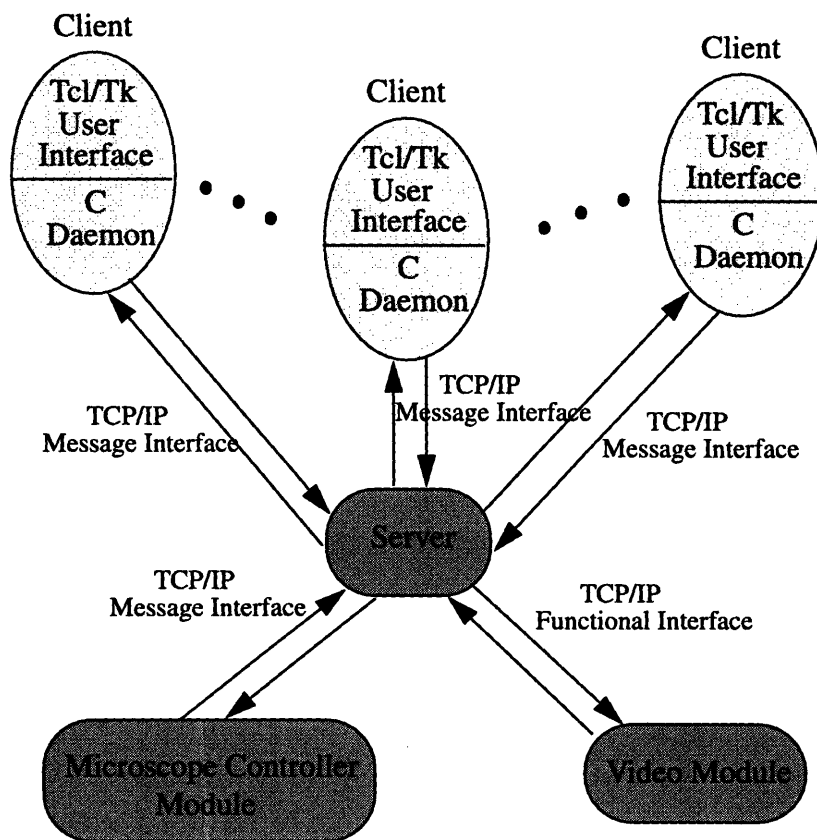 Client
Tcl/Tk
User
Interface
C
Daemon
Client
Tcl/Tk
User
Interface
C
Daemon
Client
Tcl/Tk
User
Interface
C
Daemon
TCP/IP
Message Interface
TCP/IP
Message Interface
TCP/IP
Message Interface
Server
TCP/IP
Message Interface
TCP/IP
Functional Interface
Microscope Controller
Module
Video Module